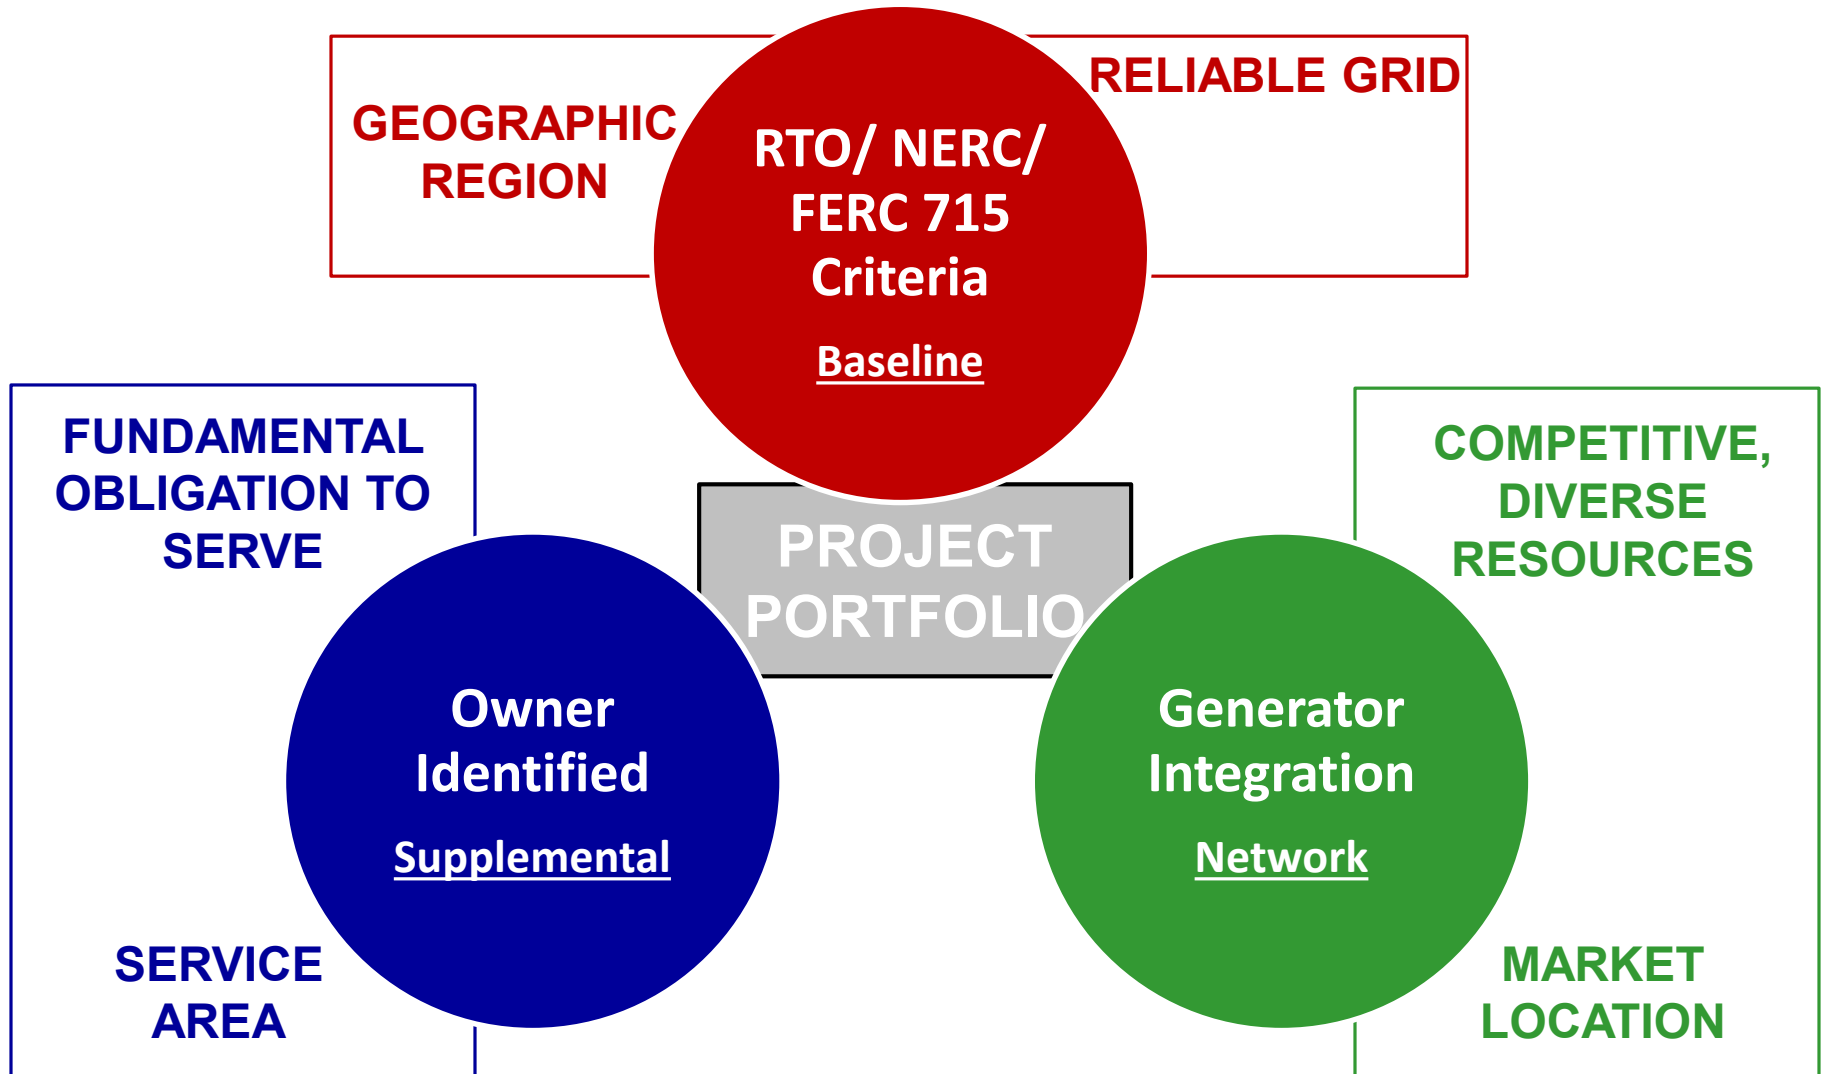 GEOGRAPHIC
REGION
RTO/ NERC/
FERC 715
Criteria
Baseline
RELIABLE GRID
PROJECT
PORTFOLIO
FUNDAMENTAL
OBLIGATION TO
SERVE
Owner
Identified
Supplemental
SERVICE
AREA
COMPETITIVE,
DIVERSE
RESOURCES
Generator
Integration
Network
MARKET
LOCATION